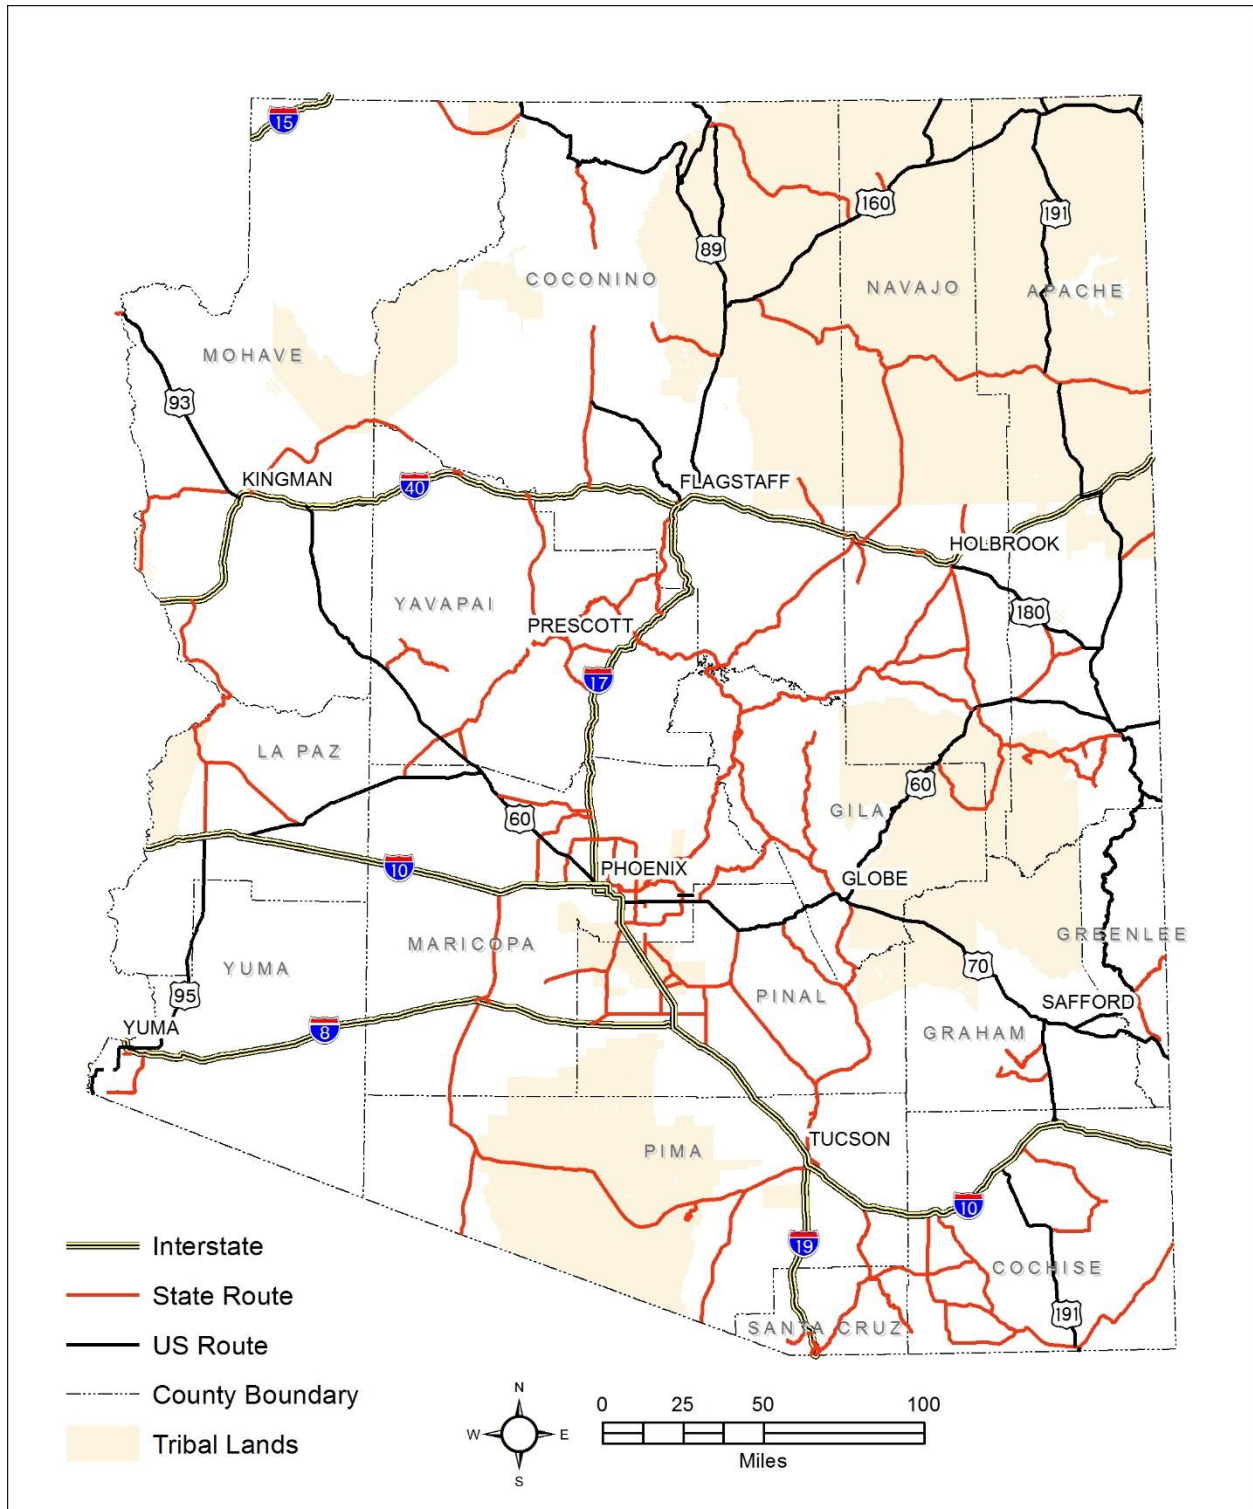 15
160
191
89
COCONINO
NAVAJO
APACHE
MOHAVE
93
KINGMAN
40
FLAGSTAFF
HOLBROOK
YAVAPAI
180
PRESCOTT
17
LA PAZ
60
60
GILA
10
PHOENIX
GLOBE
MARICOPA
GREENLEE
YUMA
70
95
PINAL
SAFFORD
YUMA
8
GRAHAM
TUCSON
PIMA
10
19
COCHISE
191
SANTA CRUZ
Interstate
State Route
US Route
County Boundary
Tribal Lands
N
W
E
S
0 25 50 100
Miles